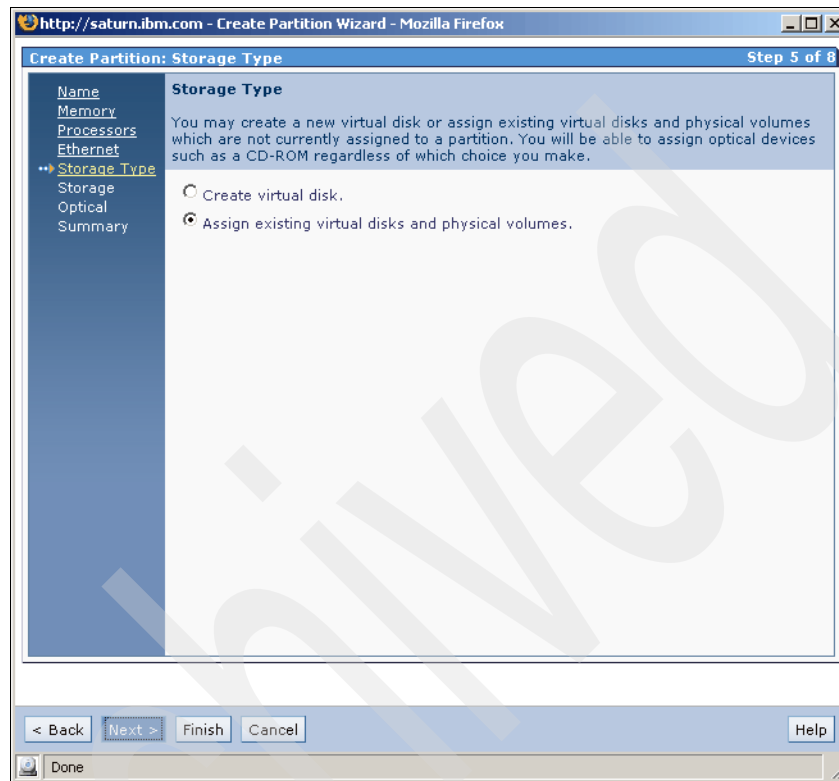 http://saturn.ibm.com - Create Partition Wizard - Mozilla Firefox
Create Partition: Storage Type
Step 5 of 8
Name
Memory
Processors
Ethernet
Storage Type
Storage
Optical
Summary
Storage Type
You may create a new virtual disk or assign existing virtual disks and physical volumes
which are not currently assigned to a partition. You will be able to assign optical devices
such as a CD-ROM regardless of which choice you make.
Create virtual disk.
Assign existing virtual disks and physical volumes.
< Back
Next >
Finish
Cancel
Help
Done
hived